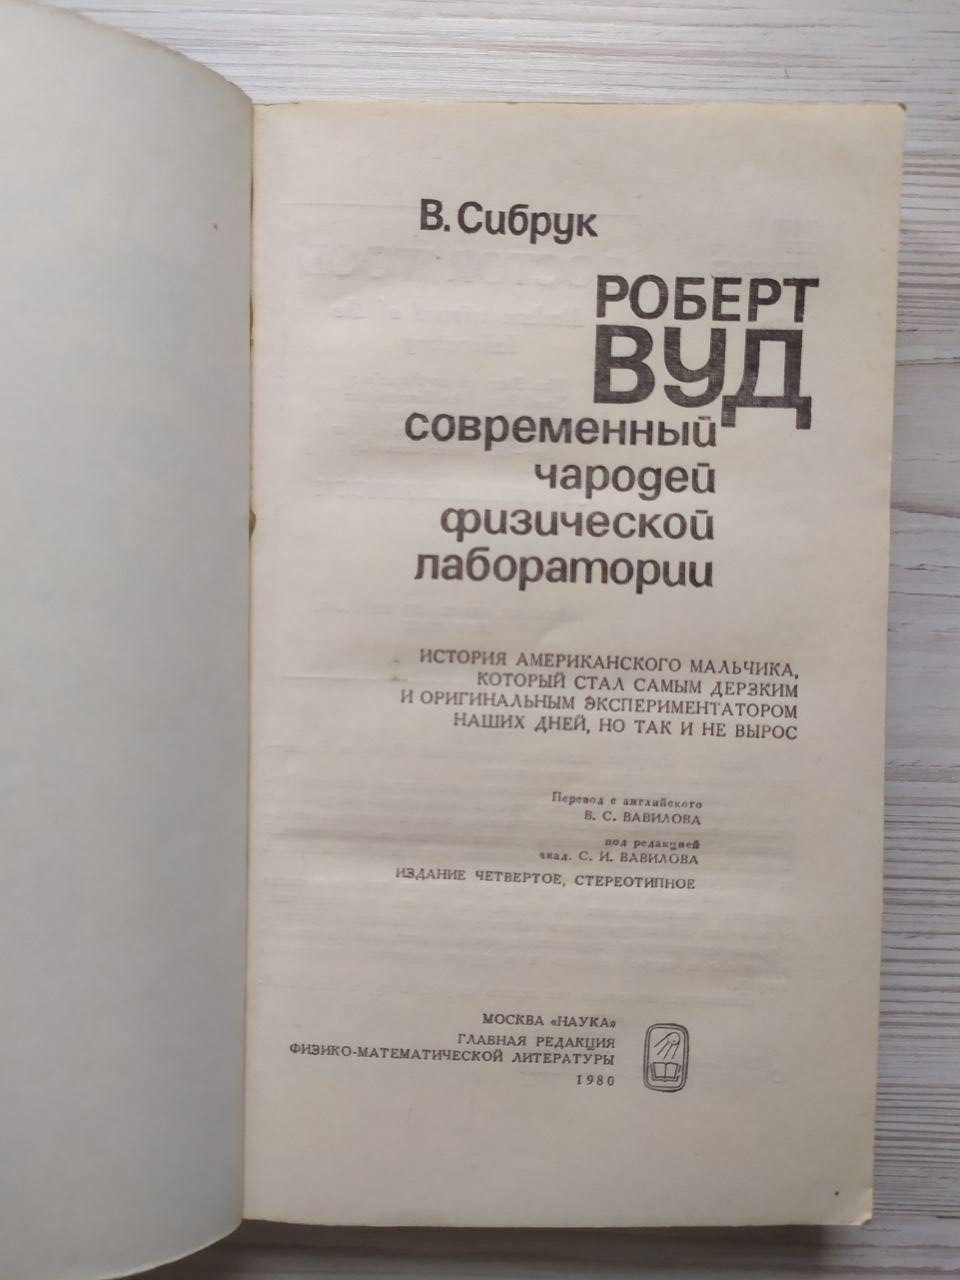 В. Сибрук
РОБЕРТ
ВУД
современный
чародей
физической
лаборатории
ИСТОРИЯ АМЕРИКАНСКОГО МАЛЬЧИКА,
КОТОРЫЙ СТАЛ САМЫМ ДЕРЗКИМ
И ОРИГИНАЛЬНЫМ ЭКСПЕРИМЕНТАТОРОМ
НАШИХ ДНЕЙ, НО ТАК И НЕ ВЫРОС
Перевод с английского
В. С. ВАВИЛОВА
под редакцией
акад. С. И. ВАВИЛОВА
ИЗДАНИЕ ЧЕТВЕРТОЕ, СТЕРЕОТИПНОЕ
МОСКВА «НАУКА»
ГЛАВНАЯ РЕДАКЦИЯ
ФИЗИКО-МАТЕМАТИЧЕСКОЙ ЛИТЕРАТУРЫ
1980